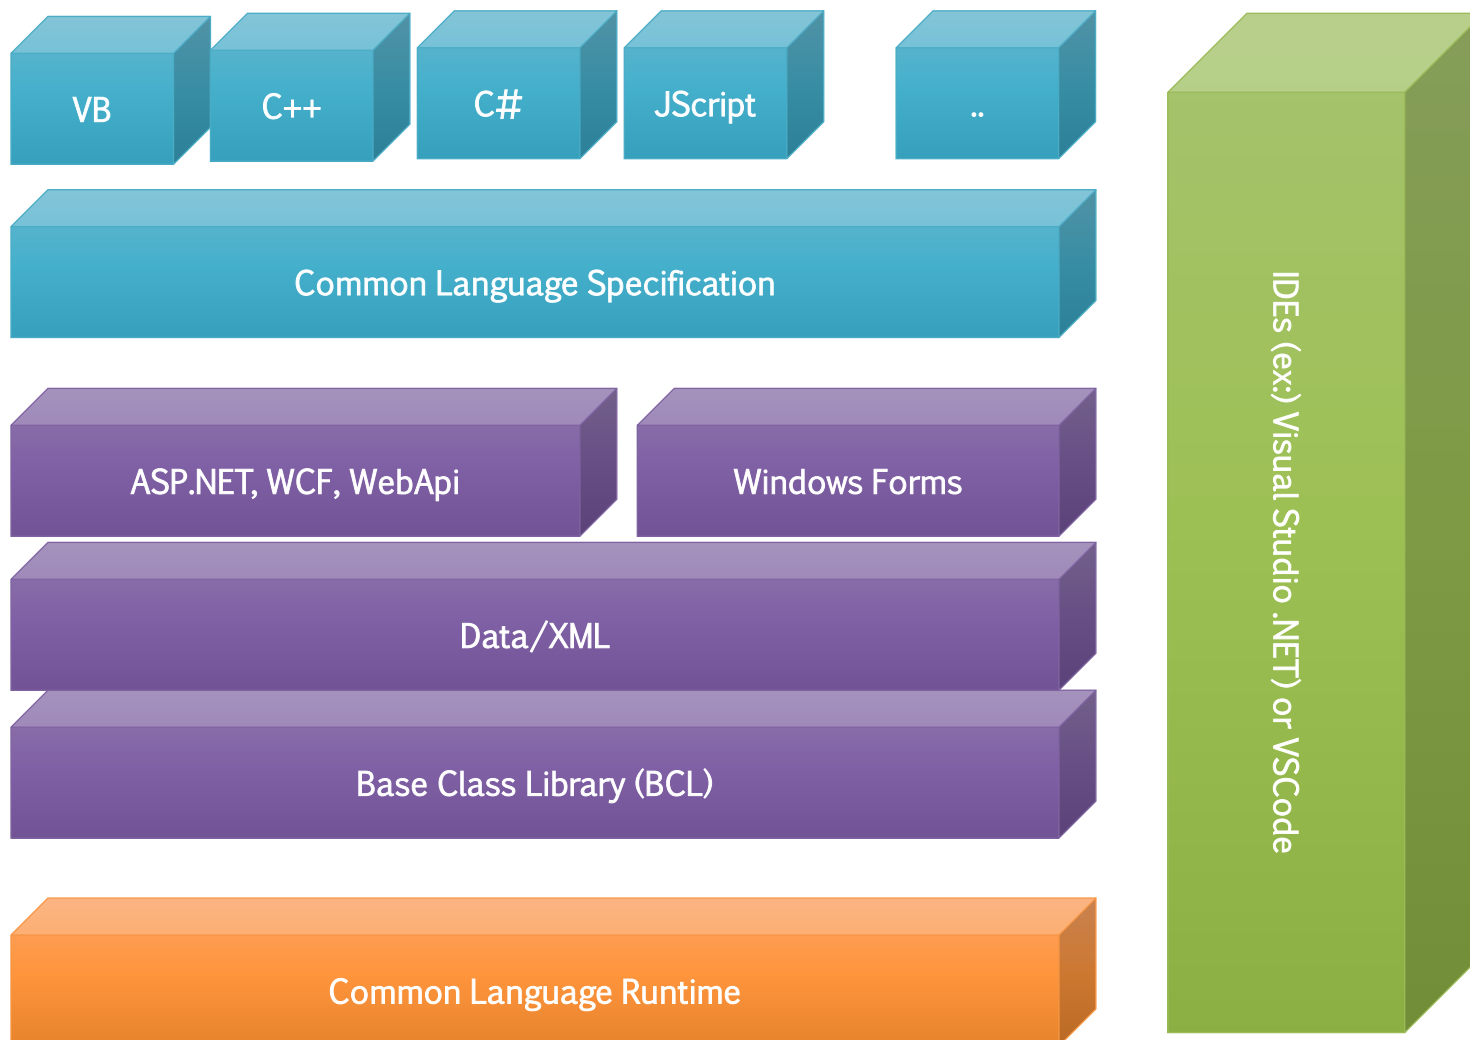 VB
C++
C#
JScript
..
Common Language Specification
ASP.NET, WCF, WebApi
Windows Forms
Data/XML
Base Class Library (BCL)
Common Language Runtime
IDEs (ex:) Visual Studio .NET) or VSCode